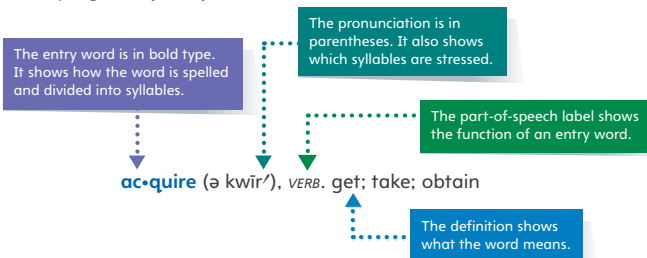 The pronunciation is in
parentheses. It also shows
which syllables are stressed.
The entry word is in bold type.
It shows how the word is spelled
and divided into syllables.
The part-of-speech label shows
the function of an entry word.
ac•quire (ə kwīr′), VERB. get; take; obtain
The definition shows
what the word means.